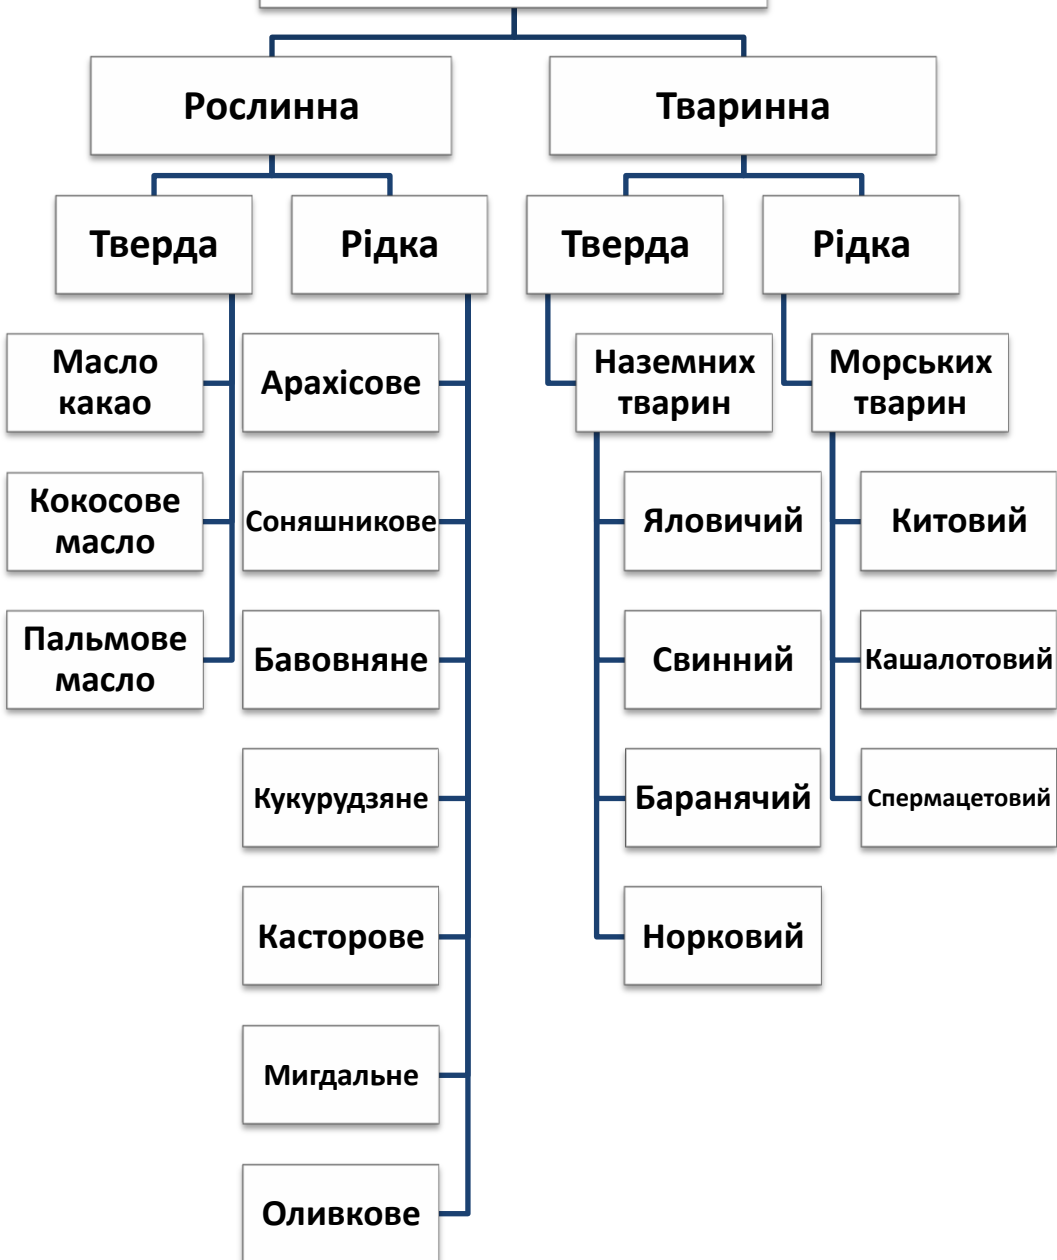 Рослинна
Тверда
Масло
какао
Кокосове
масло
Пальмове
масло
Рідка
Арахісове
Соняшникове
Бавовняне
Кукурудзяне
Касторове
Мигдальне
Оливкове
Тваринна
Тверда
Наземних
тварин
Яловичий
Свинний
Баранячий
Норковий
Рідка
Морських
тварин
Китовий
Кашалотовий
Спермацетовий